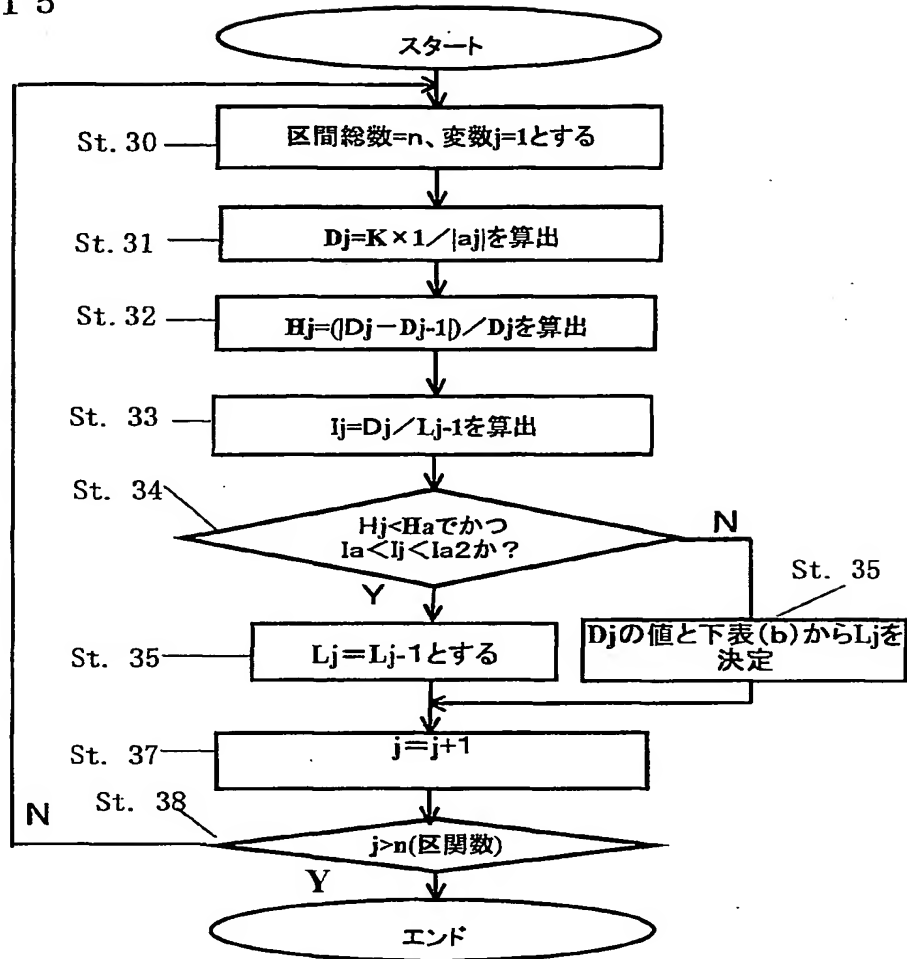 15
スタート
St. 30
区間総数=n、変数j=1とする
St. 31
Dj=K×1／|aj|を算出
St. 32
Hj=(|Dj－Dj-1|)／Djを算出
St. 33
Ij=Dj／Lj-1を算出
St. 34
Hj<Haでかつ
Ia<Ij<Ia2か？
N
Y
St. 35
Djの値と下表(b)からLjを
決定
St. 35
Lj＝Lj-1とする
St. 37
j＝j+1
St. 38
N
j>n(区関数)
Y
エンド